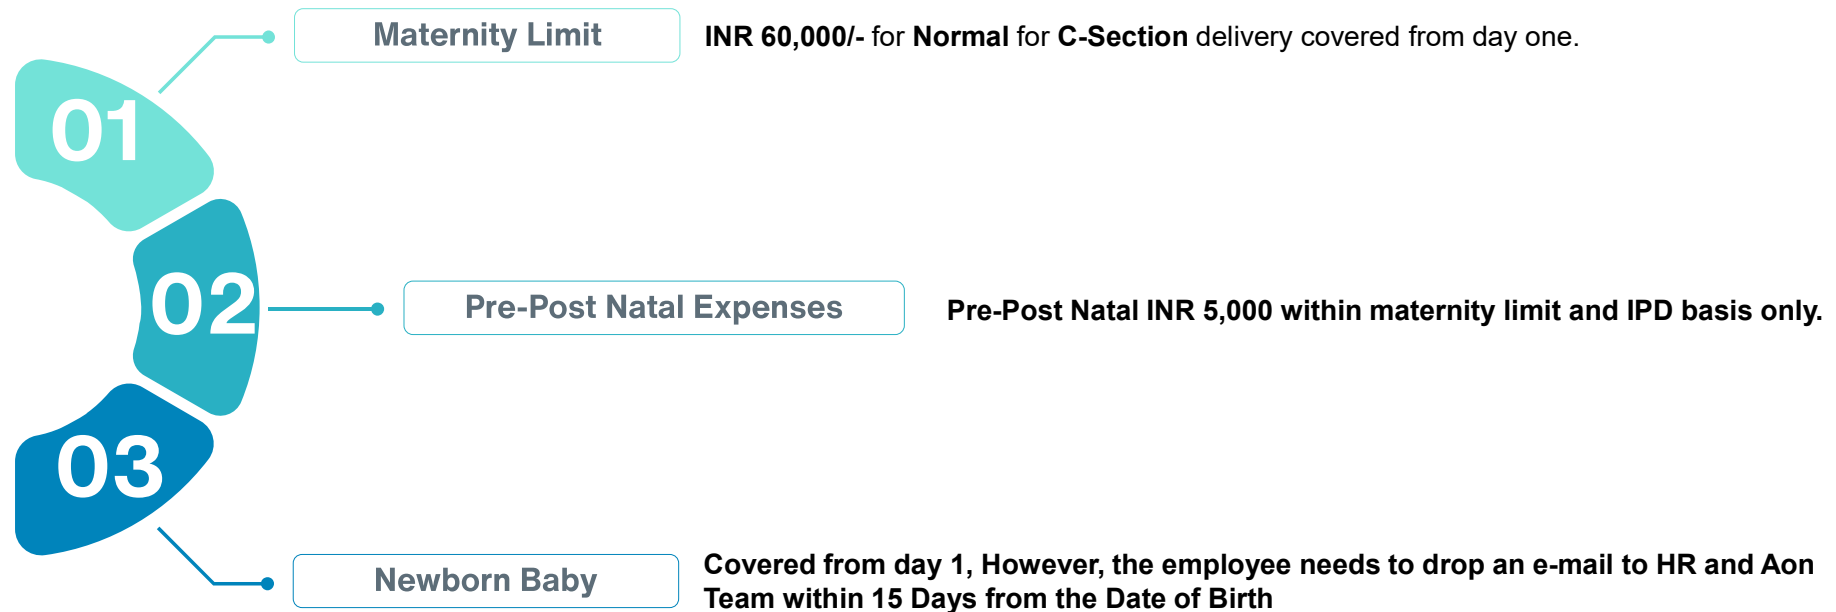 01
Maternity Limit
INR 60,000/- for Normal for C-Section delivery covered from day one.
02
Pre-Post Natal Expenses
Pre-Post Natal INR 5,000 within maternity limit and IPD basis only.
03
Newborn Baby
Covered from day 1, However, the employee needs to drop an e-mail to HR and Aon
Team within 15 Days from the Date of Birth